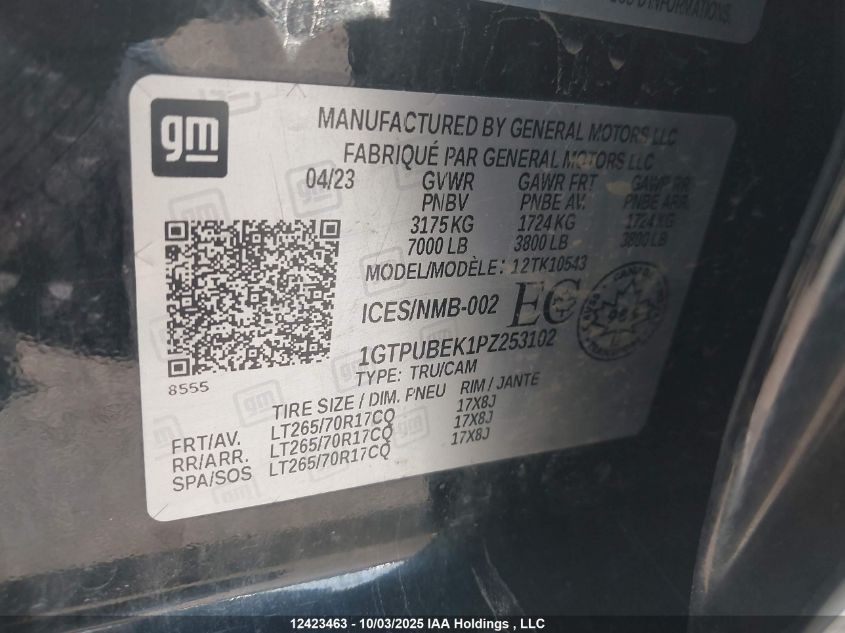 D'INFORMATIONS.
gm
MANUFACTURED BY GENERAL MOTORS LLC
FABRIQUÉ PAR GENERAL MOTORS LLC
04/23 GVWR GAWR FRT GAWR RR
PNBV PNBE AV. PNBE ARR.
3175 KG 1724 KG 1724 KG
7000 LB 3800 LB 3800 LB
MODEL/MODÈLE: 12TK10543
ICES/NMB-002 EC
1GTPUBEK1PZ253102
TYPE: TRU/CAM
8555
TIRE SIZE / DIM. PNEU RIM / JANTE
FRT/AV. LT265/70R17CQ 17X8J
RR/ARR. LT265/70R17CQ 17X8J
SPA/SOS LT265/70R17CQ 17X8J
12423463 - 10/03/2025 IAA Holdings , LLC